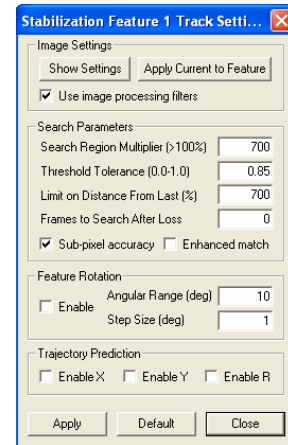 Stabilization Feature 1 Track Setti...
Image Settings
Show Settings Apply Current to Feature
Use image processing filters
Search Parameters
Search Region Multiplier (>100%) 700
Threshold Tolerance (0.0-1.0) 0.85
Limit on Distance From Last (%) 700
Frames to Search After Loss 0
Sub-pixel accuracy Enhanced match
Feature Rotation
Enable
Angular Range (deg) 10
Step Size (deg) 1
Trajectory Prediction
Enable X Enable Y Enable R
Apply Default Close